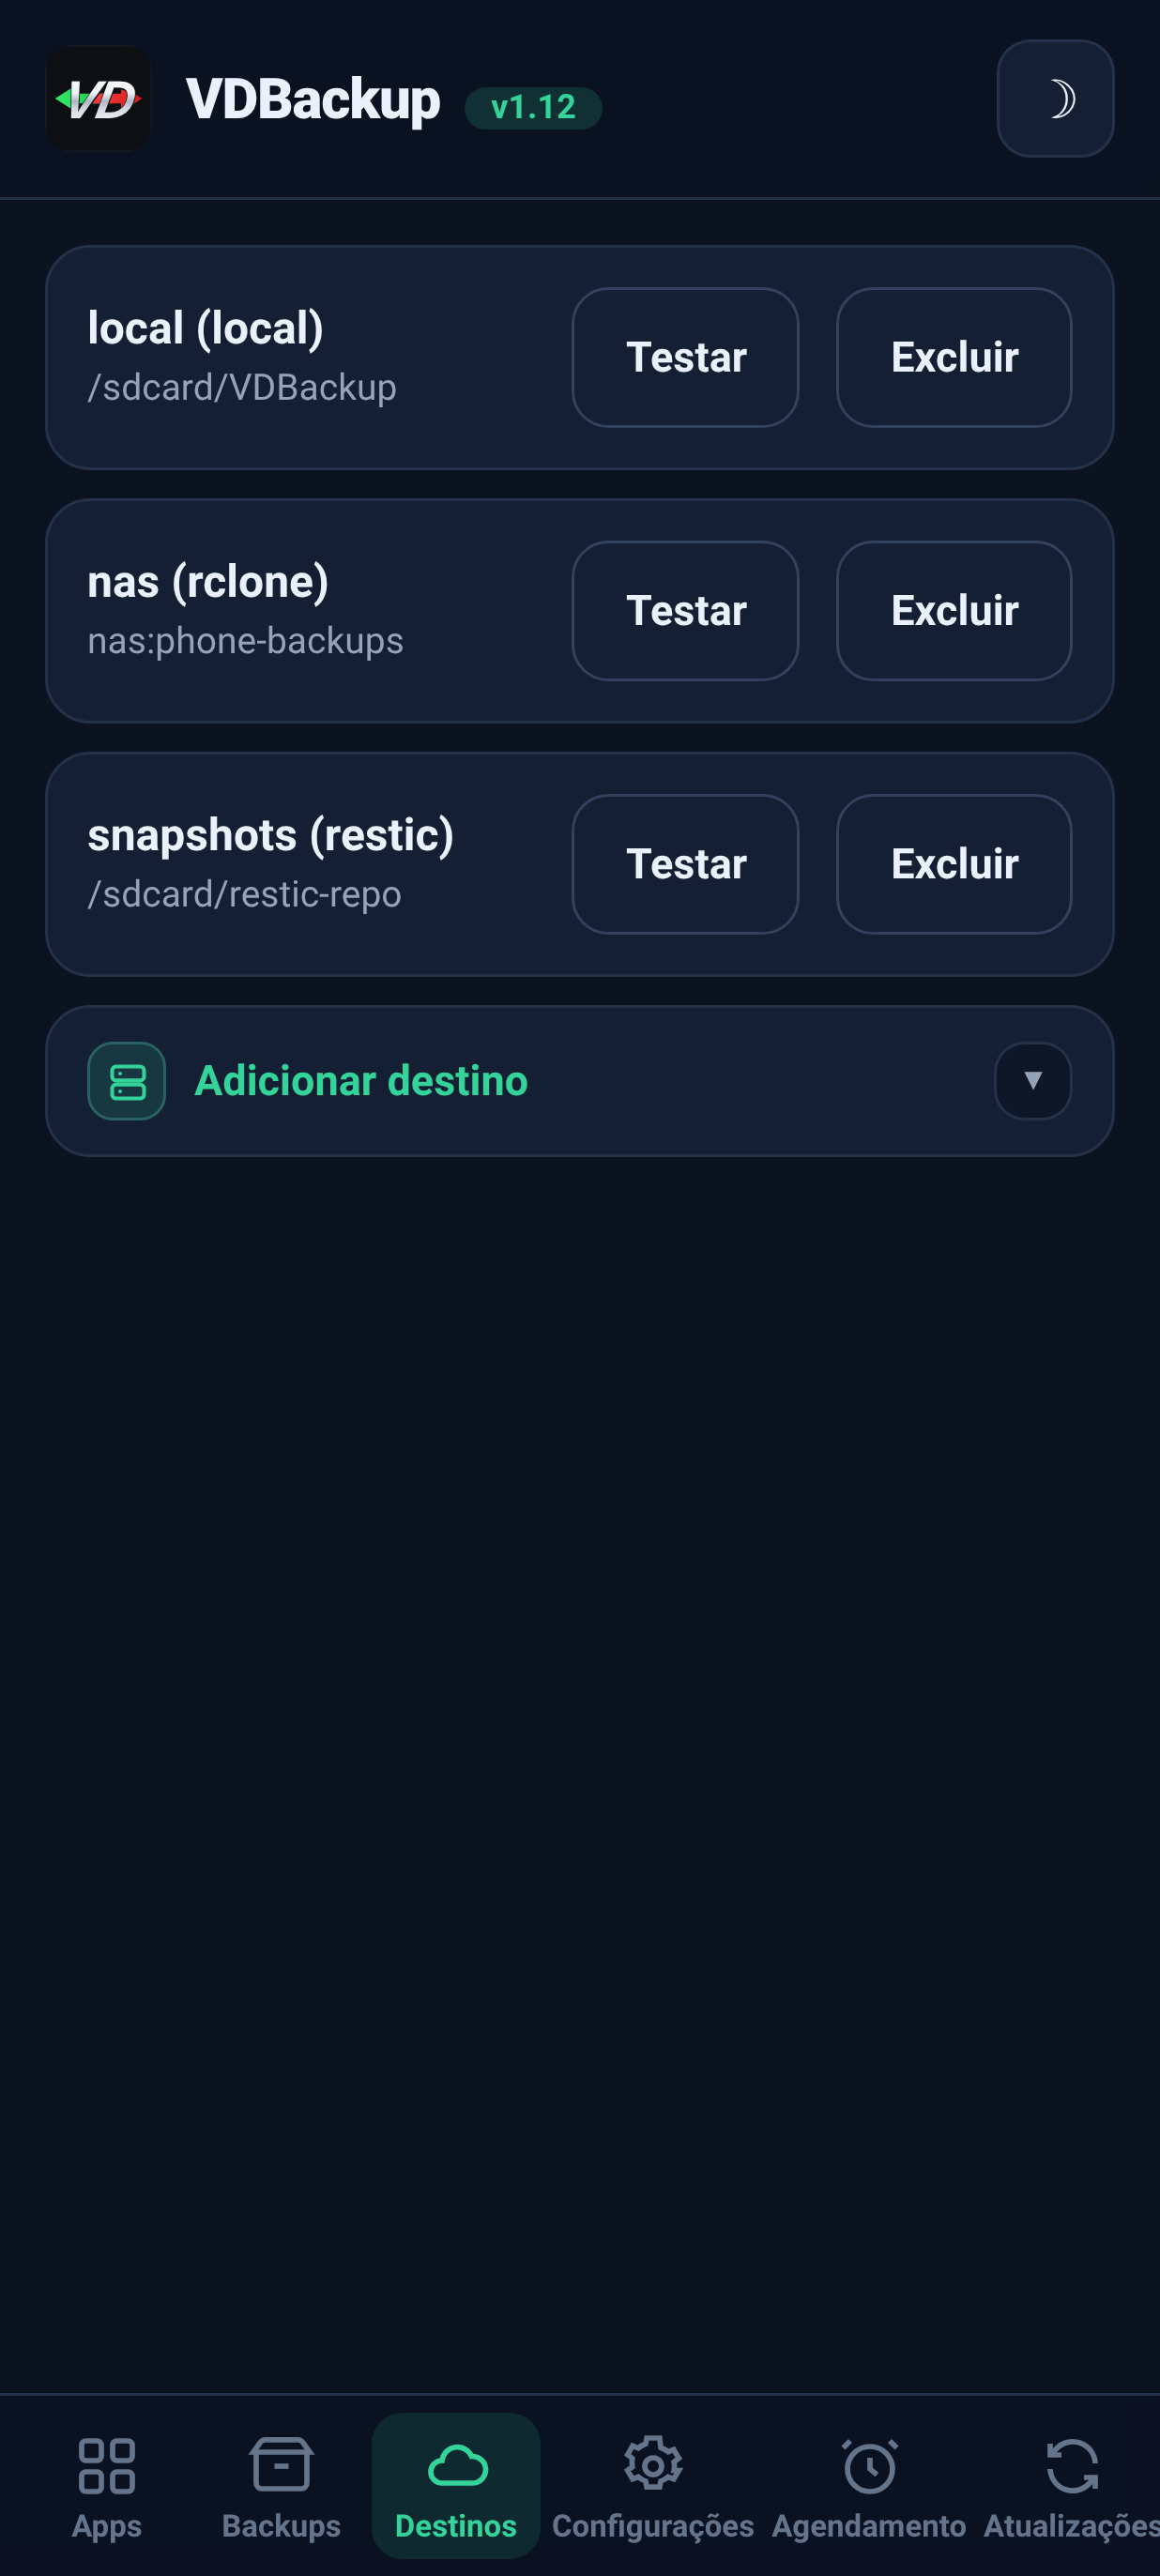 VD
VDBackup v1.12
local (local)
/sdcard/VDBackup
Testar
Excluir
nas (rclone)
nas:phone-backups
Testar
Excluir
snapshots (restic)
/sdcard/restic-repo
Testar
Excluir
Adicionar destino
Apps
Backups
Destinos
Configurações
Agendamento
Atualizações